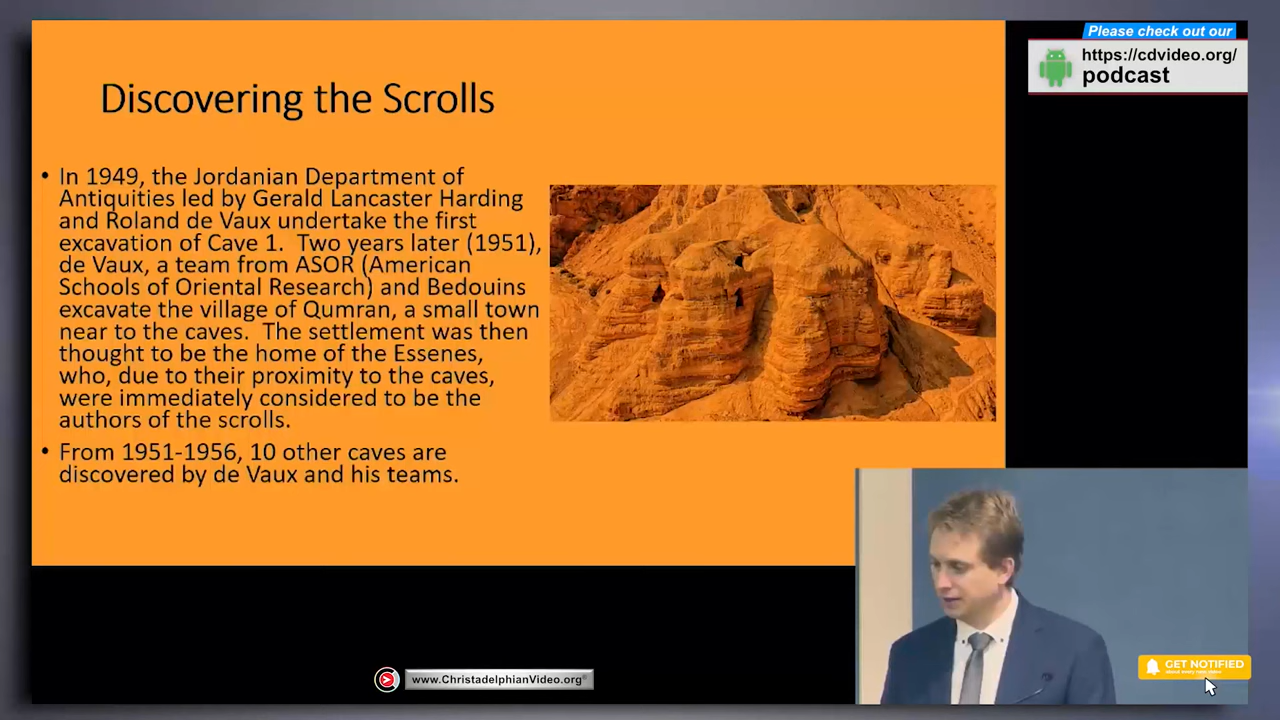 Please check out our
https://cdvideo.org/
podcast
Discovering the Scrolls
• In 1949, the Jordanian Department of
Antiquities led by Gerald Lancaster Harding
and Roland de Vaux undertake the first
excavation of Cave 1.  Two years later (1951),
de Vaux, a team from ASOR (American
Schools of Oriental Research) and Bedouins
excavate the village of Qumran, a small town
near to the caves.  The settlement was then
thought to be the home of the Essenes,
who, due to their proximity to the caves,
were immediately considered to be the
authors of the scrolls.
• From 1951-1956, 10 other caves are
discovered by de Vaux and his teams.
www.ChristadelphianVideo.org
GET NOTIFIED
about every new video